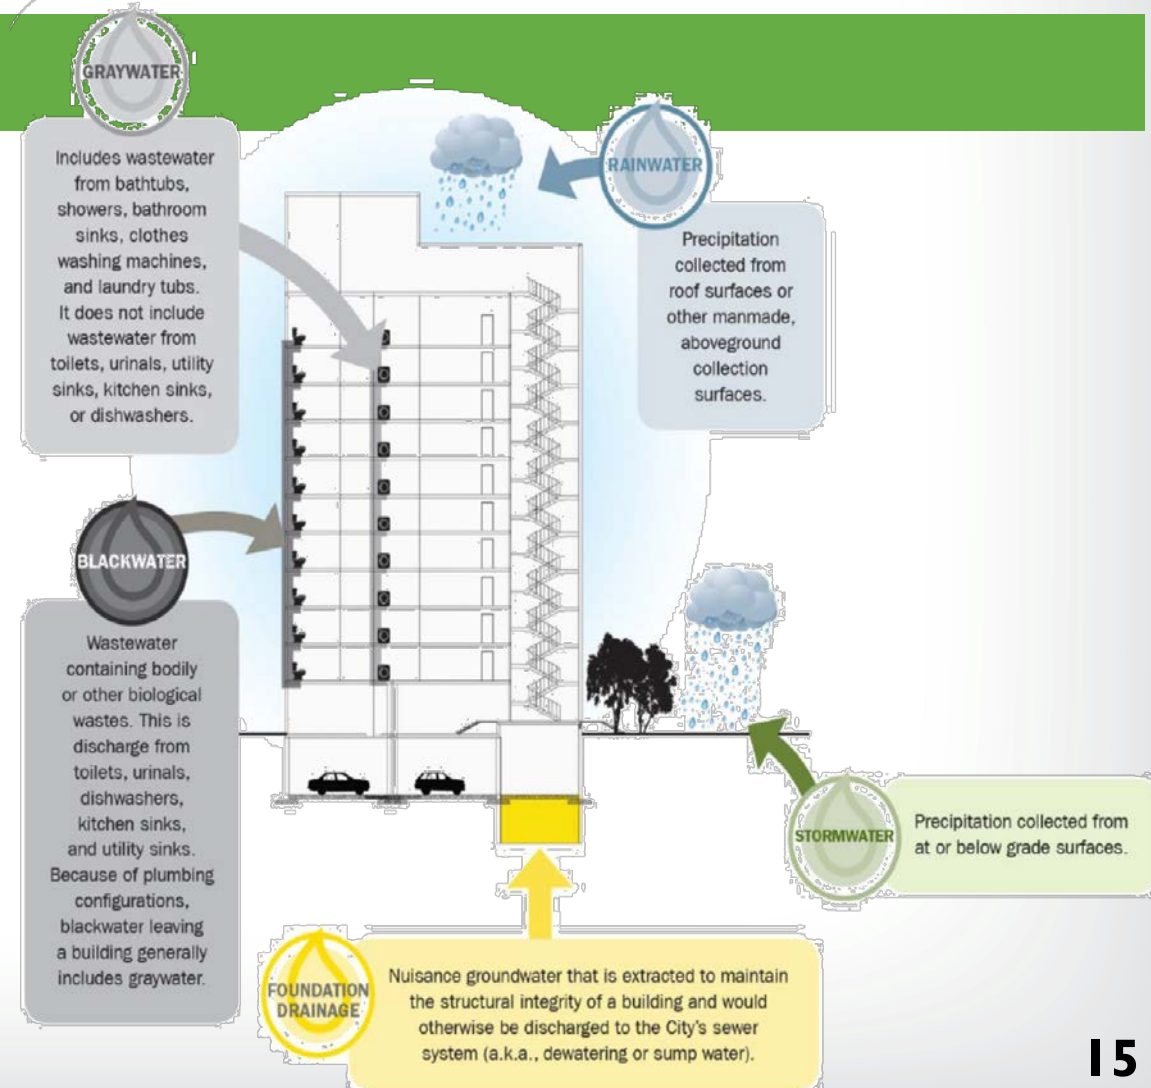 GRAYWATER
Includes wastewater
from bathtubs,
showers, bathroom
sinks, clothes
washing machines,
and laundry tubs.
It does not include
wastewater from
toilets, urinals, utility
sinks, kitchen sinks,
or dishwashers.
RAINWATER
Precipitation
collected from
roof surfaces or
other manmade,
aboveground
collection
surfaces.
BLACKWATER
Wastewater
containing bodily
or other biological
wastes. This is
discharge from
toilets, urinals,
dishwashers,
kitchen sinks,
and utility sinks.
Because of plumbing
configurations,
blackwater leaving
a building generally
includes graywater.
STORMWATER
Precipitation collected from
at or below grade surfaces.
FOUNDATION
DRAINAGE
Nuisance groundwater that is extracted to maintain
the structural integrity of a building and would
otherwise be discharged to the City's sewer
system (a.k.a., dewatering or sump water).
15